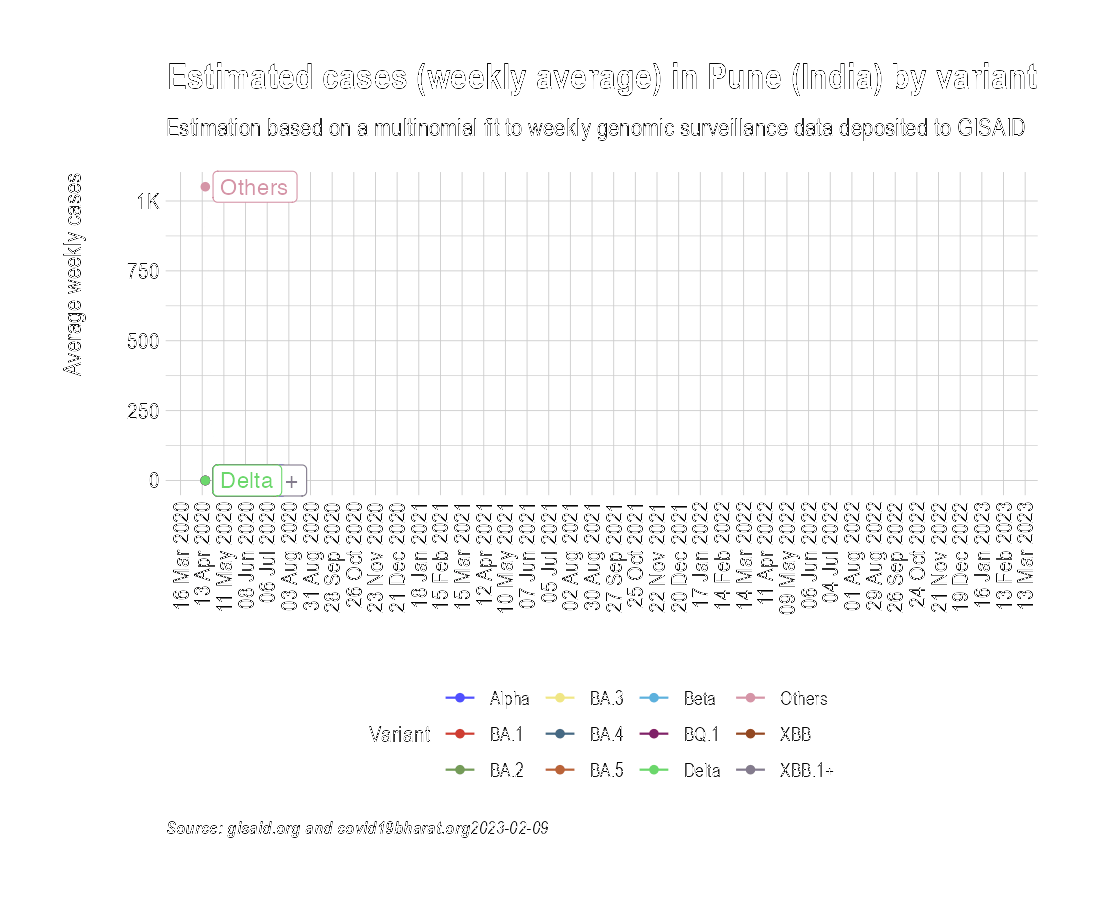 Estimated cases (weekly average) in Pune (India) by variant
Estimation based on a multinomial fit to weekly genomic surveillance data deposited to GISAID
Average weekly cases
1K
750
500
250
0
Others
Delta
+
16 Mar 2020
13 Apr 2020
11 May 2020
08 Jun 2020
06 Jul 2020
03 Aug 2020
31 Aug 2020
28 Sep 2020
26 Oct 2020
23 Nov 2020
21 Dec 2020
18 Jan 2021
15 Feb 2021
15 Mar 2021
12 Apr 2021
10 May 2021
07 Jun 2021
05 Jul 2021
02 Aug 2021
30 Aug 2021
27 Sep 2021
25 Oct 2021
22 Nov 2021
20 Dec 2021
17 Jan 2022
14 Feb 2022
14 Mar 2022
11 Apr 2022
09 May 2022
06 Jun 2022
04 Jul 2022
01 Aug 2022
29 Aug 2022
26 Sep 2022
24 Oct 2022
21 Nov 2022
19 Dec 2022
16 Jan 2023
13 Feb 2023
13 Mar 2023
Variant
Alpha BA.3 Beta Others
BA.1 BA.4 BQ.1 XBB
BA.2 BA.5 Delta XBB.1+
Source: gisaid.org and covid19bharat.org2023-02-09